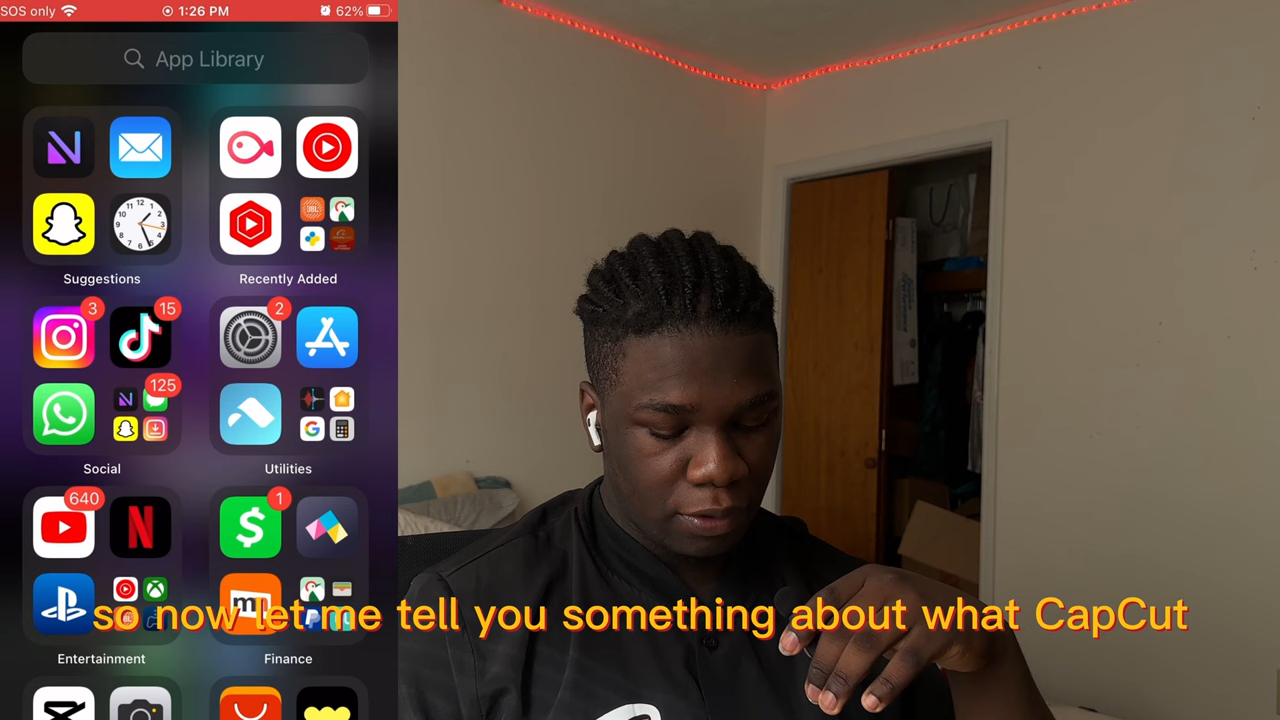 SOS only 1:26 PM 62%
App Library
Suggestions Recently Added
3 15 2
125
Social Utilities
640 1
so now let me tell you something about what CapCut
Entertainment Finance